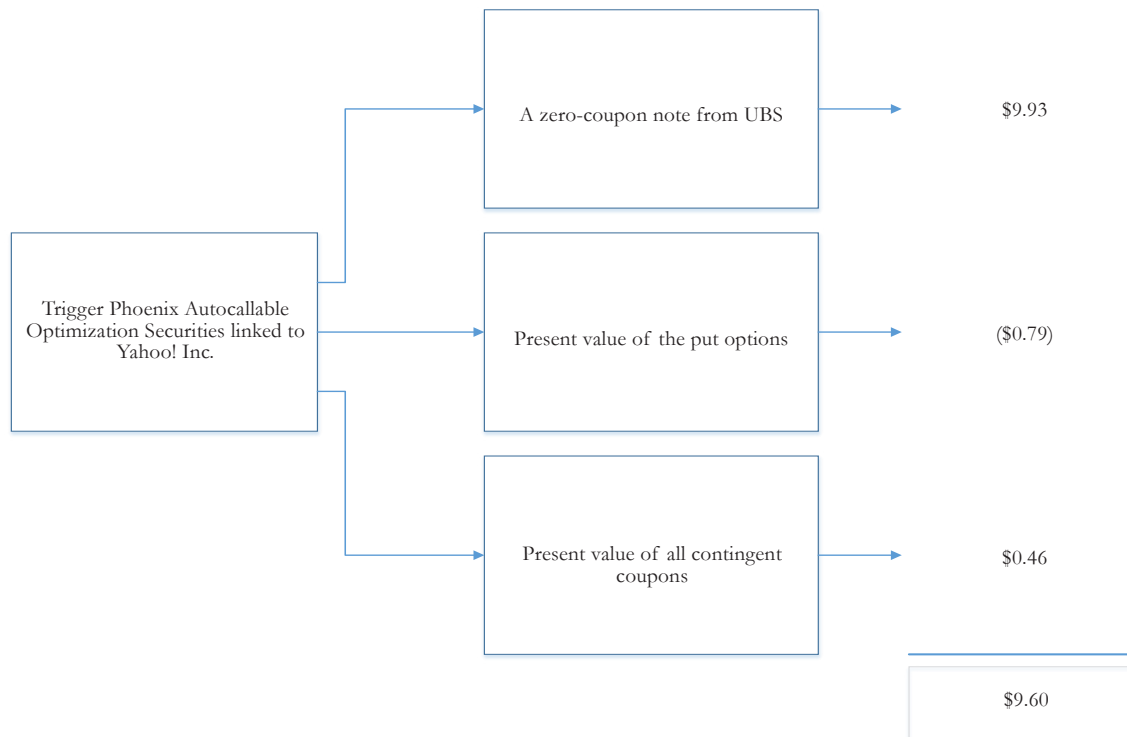 A zero-coupon note from UBS
$9.93
Trigger Phoenix Autocallable
Optimization Securities linked to
Yahoo! Inc.
Present value of the put options
($0.79)
Present value of all contingent
coupons
$0.46
$9.60